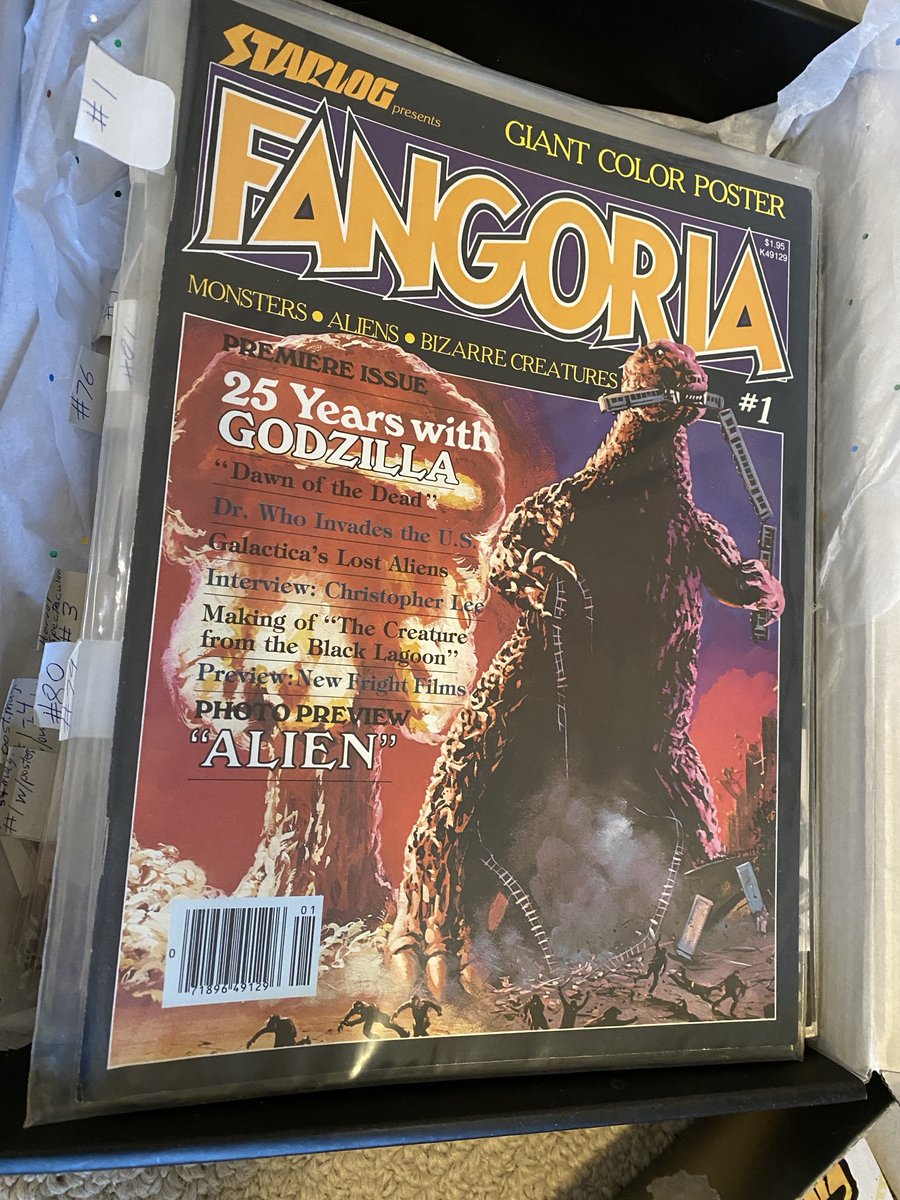 STARLOG
presents
GIANT COLOR POSTER
FANGORIA
$1.95
K49129
MONSTERS • ALIENS • BIZARRE CREATURES
#1
PREMIERE ISSUE
25 Years with
GODZILLA
"Dawn of the Dead"
Dr. Who Invades the U.S.
Galactica's Lost Aliens
Interview: Christopher Lee
Making of "The Creature
from the Black Lagoon"
Preview: New Fright Films
PHOTO PREVIEW
"ALIEN"
01
0
71896 49129
#1
#76
#3
#80
#1 w/poster